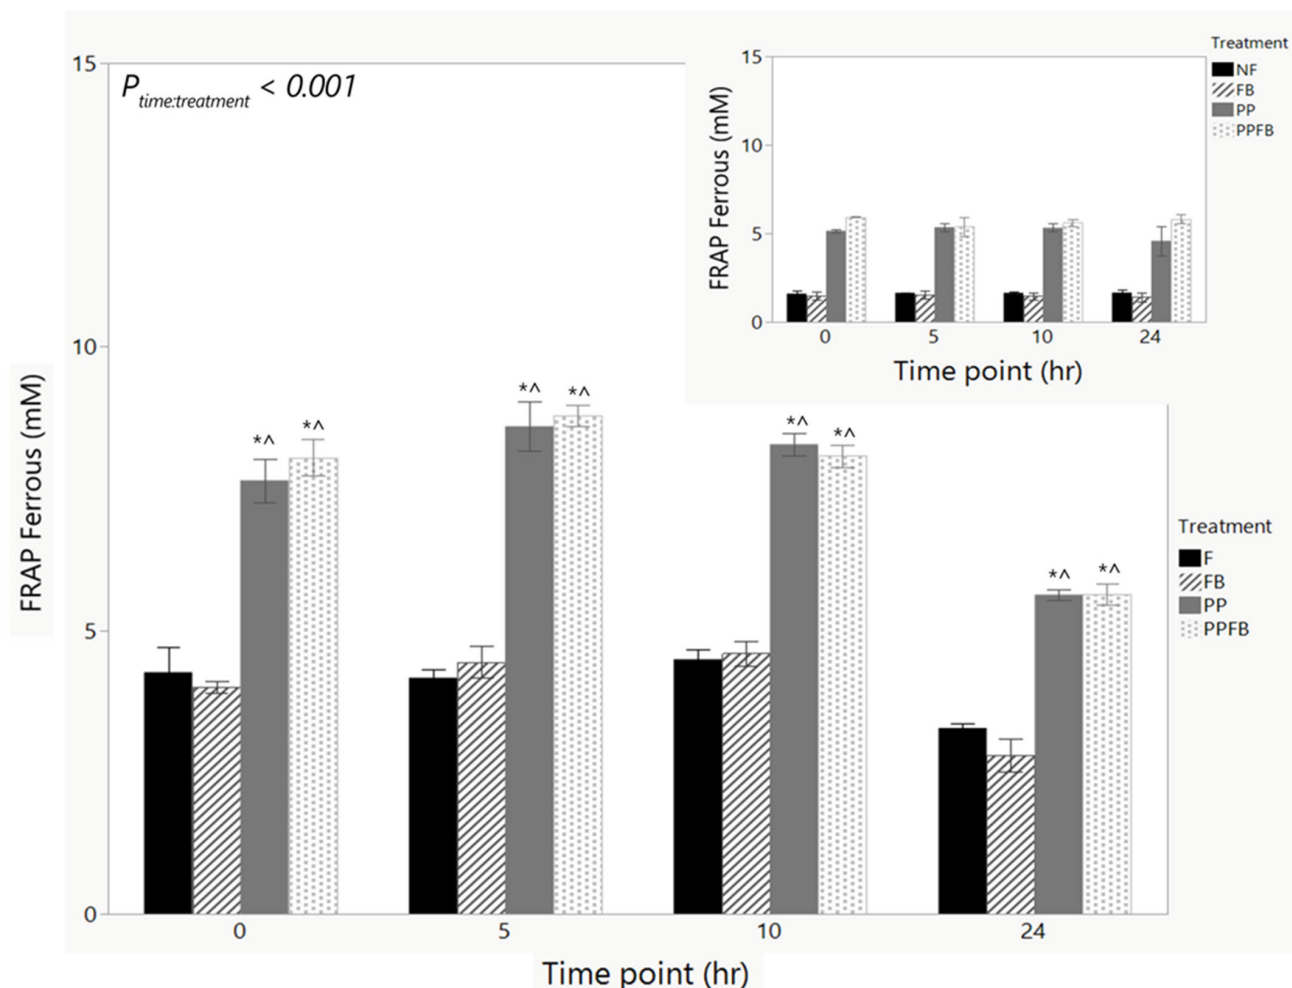 P time:treatment < 0.001
15
10
5
0
FRAP Ferrous (mM)
*^ *^
*^ *^
*^ *^
*^ *^
0 5 10 24
Time point (hr)
Treatment
F
FB
PP
PPFB
15
10
5
0
FRAP Ferrous (mM)
0 5 10 24
Time point (hr)
Treatment
NF
FB
PP
PPFB